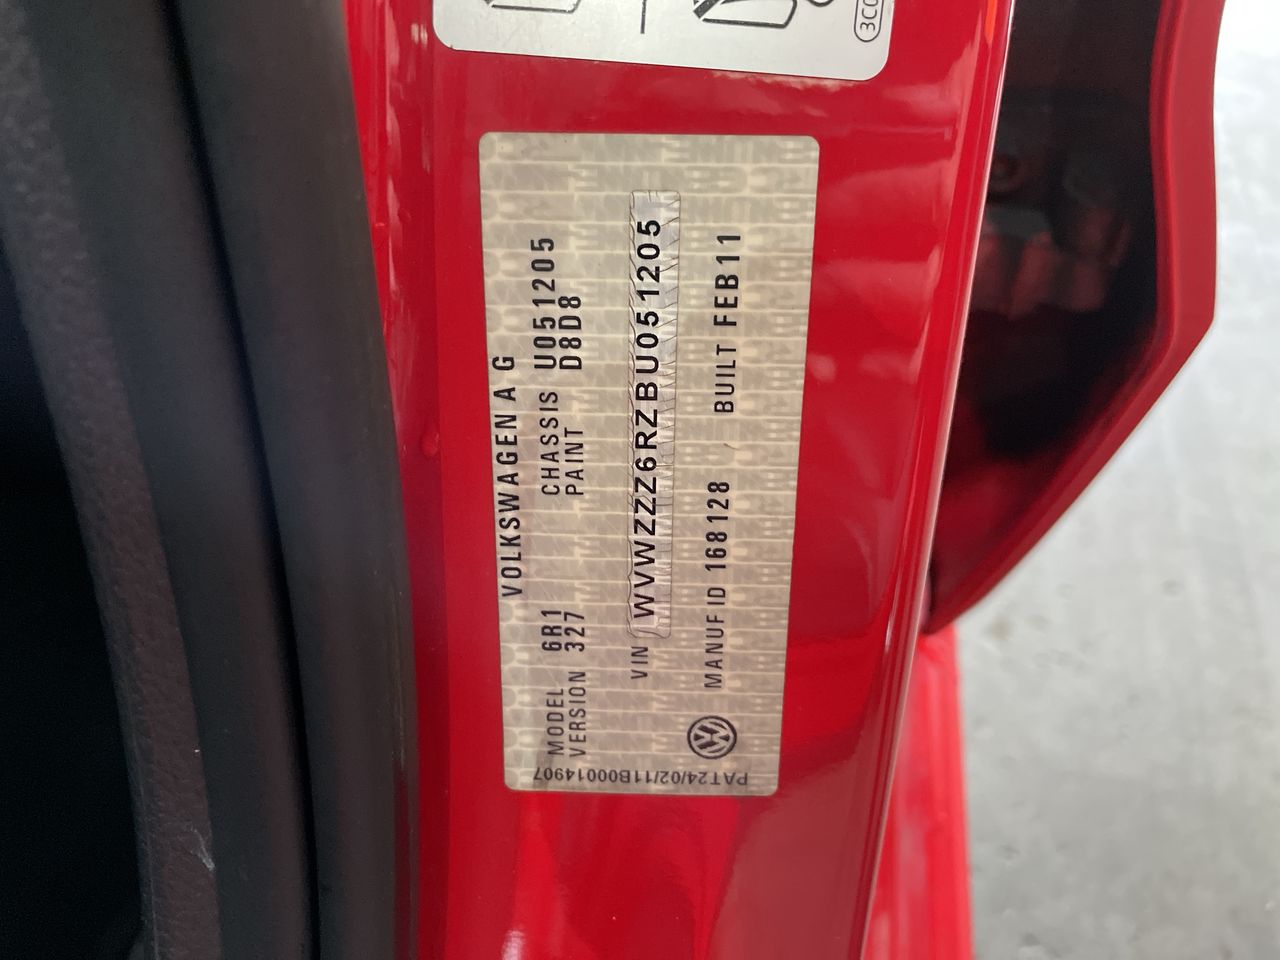 3C0
VOLKSWAGEN A G
MODEL 6R1 CHASSIS U051205
VERSION 327 PAINT D8D8
VIN WVWZZZ6RZBU051205
MANUF ID 168128 / BUILT FEB11
PAT24/02/11B00014907